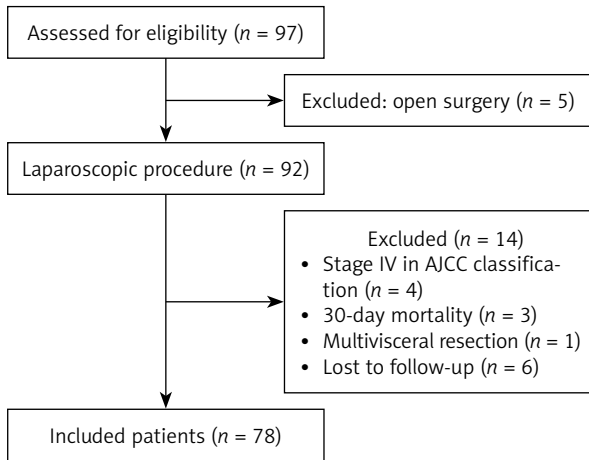 Assessed for eligibility (n = 97)
Excluded: open surgery (n = 5)
Laparoscopic procedure (n = 92)
Excluded (n = 14)
• Stage IV in AJCC classifica-
tion (n = 4)
• 30-day mortality (n = 3)
• Multivisceral resection (n = 1)
• Lost to follow-up (n = 6)
Included patients (n = 78)